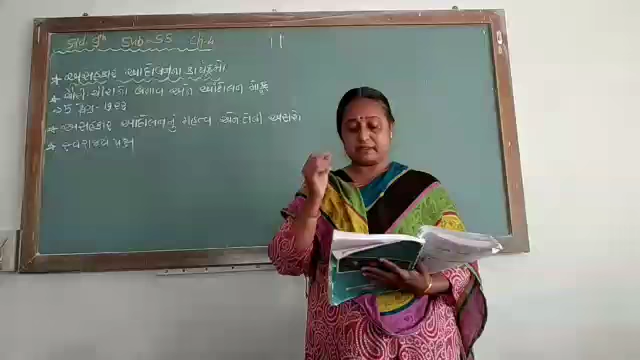 Std 9th Sub-SS Ch-4
* અસહકાર આંદોલનના કાર્યક્રમો
* ચૌરી ચૌરાનો બનાવ અને આંદોલન મોકૂફ
* અસહકાર આંદોલનનું મહત્વ અને તેની અસરો
* સ્વરાજ્ય પક્ષ